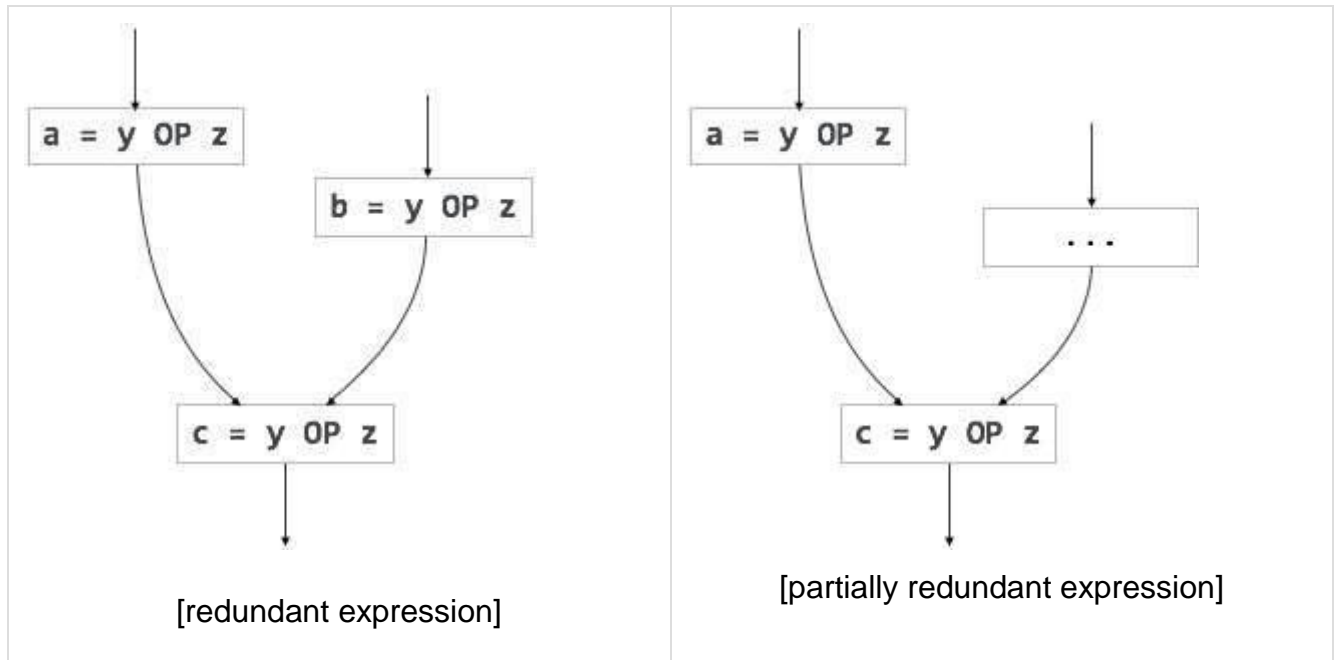 a = y OP z
b = y OP z
c = y OP z
[redundant expression]
a = y OP z
...
c = y OP z
[partially redundant expression]